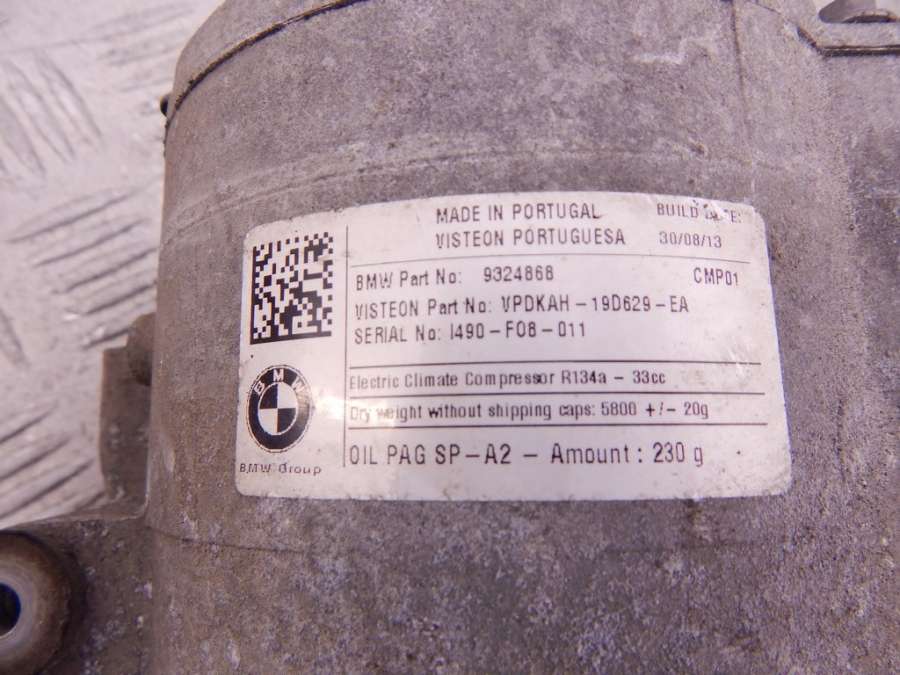 MADE IN PORTUGAL
VISTEON PORTUGUESA
BUILD DATE:
30/08/13
BMW Part No: 9324868 CMP01
VISTEON Part No: VPDKAH-19D629-EA
SERIAL No: I490-F08-011
Electric Climate Compressor R134a - 33cc
Dry weight without shipping caps: 5800 +/- 20g
OIL PAG SP-A2 - Amount: 230 g
BMW
BMW Group